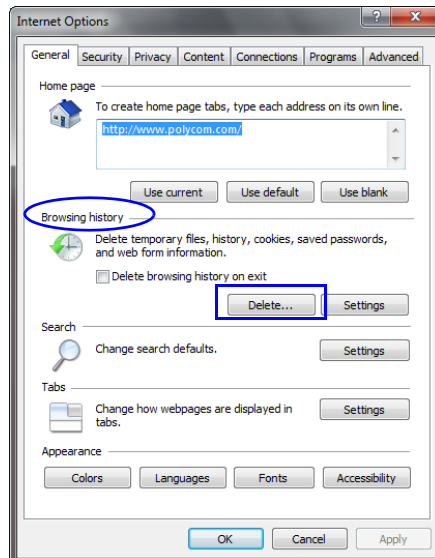 Internet Options
General Security Privacy Content Connections Programs Advanced
Home page
To create home page tabs, type each address on its own line.
http://www.polycom.com/
Use current Use default Use blank
Browsing history
Delete temporary files, history, cookies, saved passwords,
and web form information.
Delete browsing history on exit
Delete... Settings
Search
Change search defaults. Settings
Tabs
Change how webpages are displayed in Settings
tabs.
Appearance
Colors Languages Fonts Accessibility
OK Cancel Apply